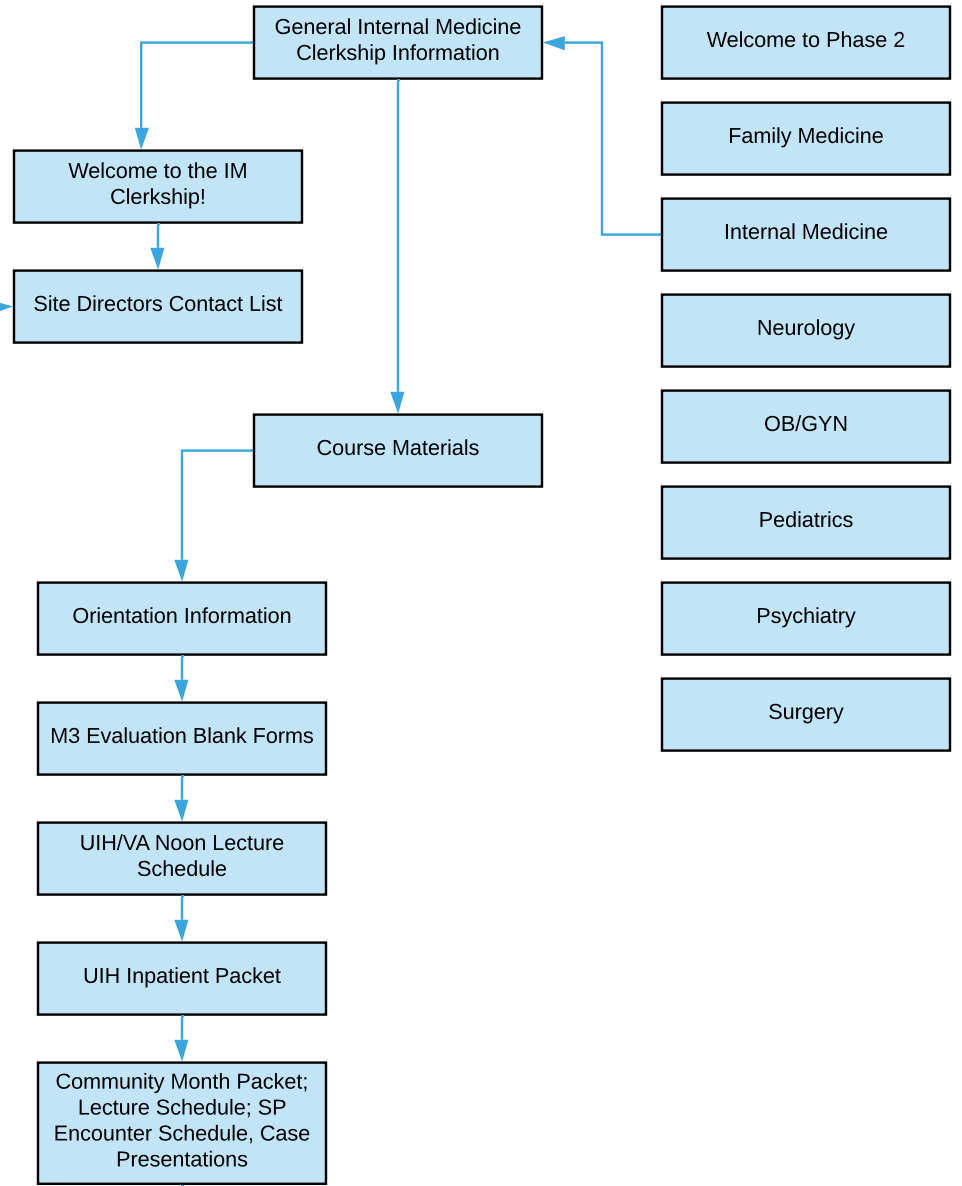 General Internal Medicine
Clerkship Information
Welcome to the IM
Clerkship!
Site Directors Contact List
Course Materials
Orientation Information
M3 Evaluation Blank Forms
UIH/VA Noon Lecture
Schedule
UIH Inpatient Packet
Community Month Packet;
Lecture Schedule; SP
Encounter Schedule, Case
Presentations
Welcome to Phase 2
Family Medicine
Internal Medicine
Neurology
OB/GYN
Pediatrics
Psychiatry
Surgery